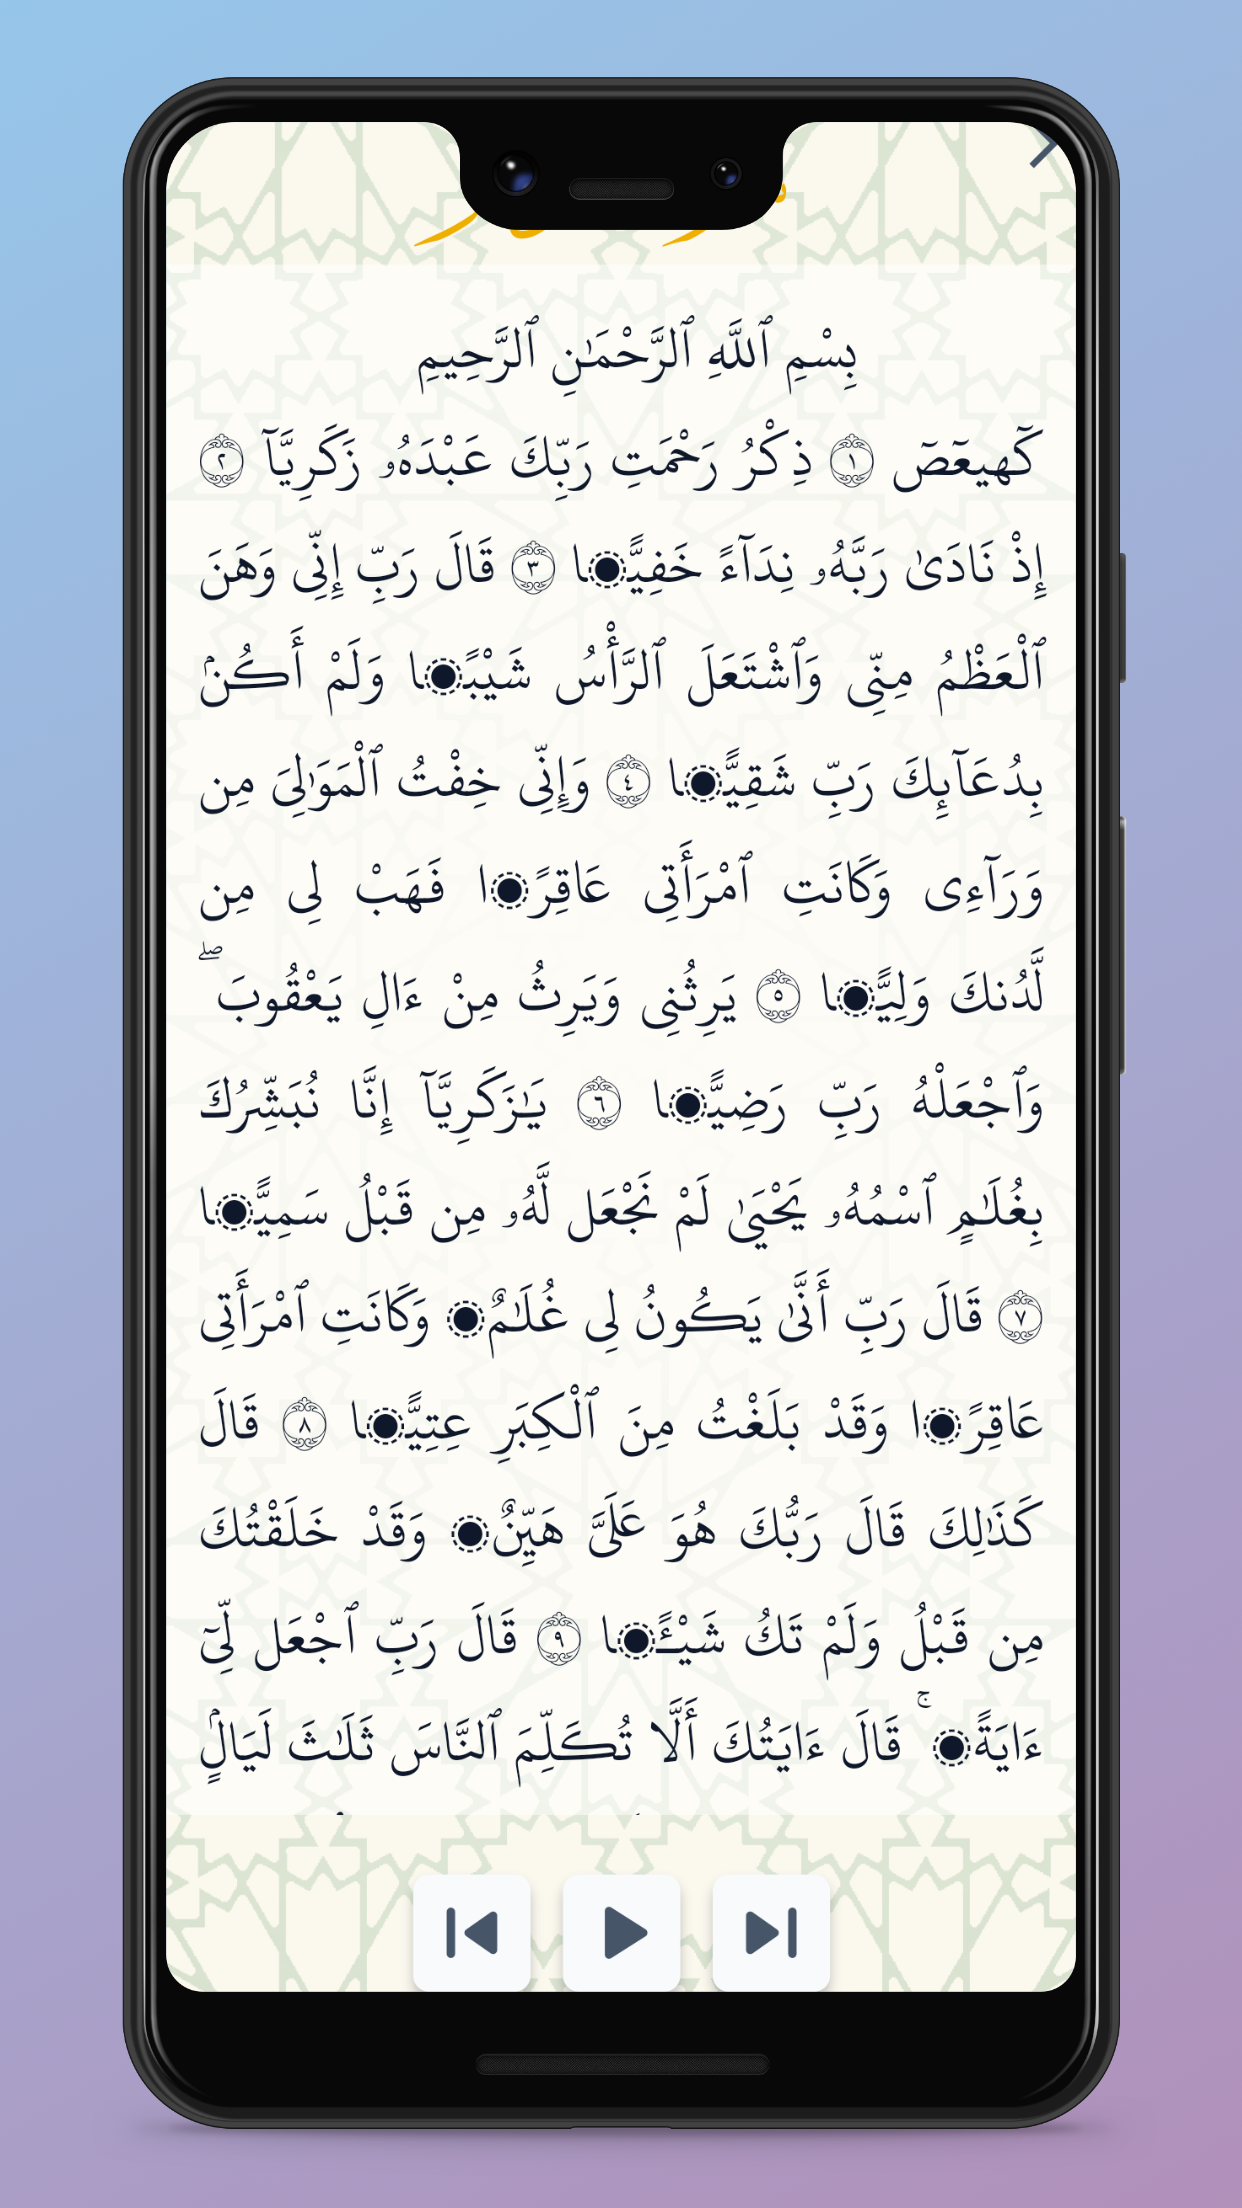 بِسْمِ ٱللَّهِ ٱلرَّحْمَـٰنِ ٱلرَّحِيمِ
كٓهيعٓصٓ ١ ذِكْرُ رَحْمَتِ رَبِّكَ عَبْدَهُۥ زَكَرِيَّآ ٢
إِذْ نَادَىٰ رَبَّهُۥ نِدَآءً خَفِيًّا ٣ قَالَ رَبِّ إِنِّى وَهَنَ
ٱلْعَظْمُ مِنِّى وَٱشْتَعَلَ ٱلرَّأْسُ شَيْبًا وَلَمْ أَكُنۢ
بِدُعَآئِكَ رَبِّ شَقِيًّا ٤ وَإِنِّى خِفْتُ ٱلْمَوَٰلِىَ مِن
وَرَآءِى وَكَانَتِ ٱمْرَأَتِى عَاقِرًا فَهَبْ لِى مِن
لَّدُنكَ وَلِيًّا ٥ يَرِثُنِى وَيَرِثُ مِنْ ءَالِ يَعْقُوبَ ۖ
وَٱجْعَلْهُ رَبِّ رَضِيًّا ٦ يَـٰزَكَرِيَّآ إِنَّا نُبَشِّرُكَ
بِغُلَـٰمٍ ٱسْمُهُۥ يَحْيَىٰ لَمْ نَجْعَل لَّهُۥ مِن قَبْلُ سَمِيًّا
٧ قَالَ رَبِّ أَنَّىٰ يَكُونُ لِى غُلَـٰمٌ وَكَانَتِ ٱمْرَأَتِى
عَاقِرًا وَقَدْ بَلَغْتُ مِنَ ٱلْكِبَرِ عِتِيًّا ٨ قَالَ
كَذَٰلِكَ قَالَ رَبُّكَ هُوَ عَلَىَّ هَيِّنٌ وَقَدْ خَلَقْتُكَ
مِن قَبْلُ وَلَمْ تَكُ شَيْـًٔا ٩ قَالَ رَبِّ ٱجْعَل لِّىٓ
ءَايَةً ۚ قَالَ ءَايَتُكَ أَلَّا تُكَلِّمَ ٱلنَّاسَ ثَلَـٰثَ لَيَالٍۢ